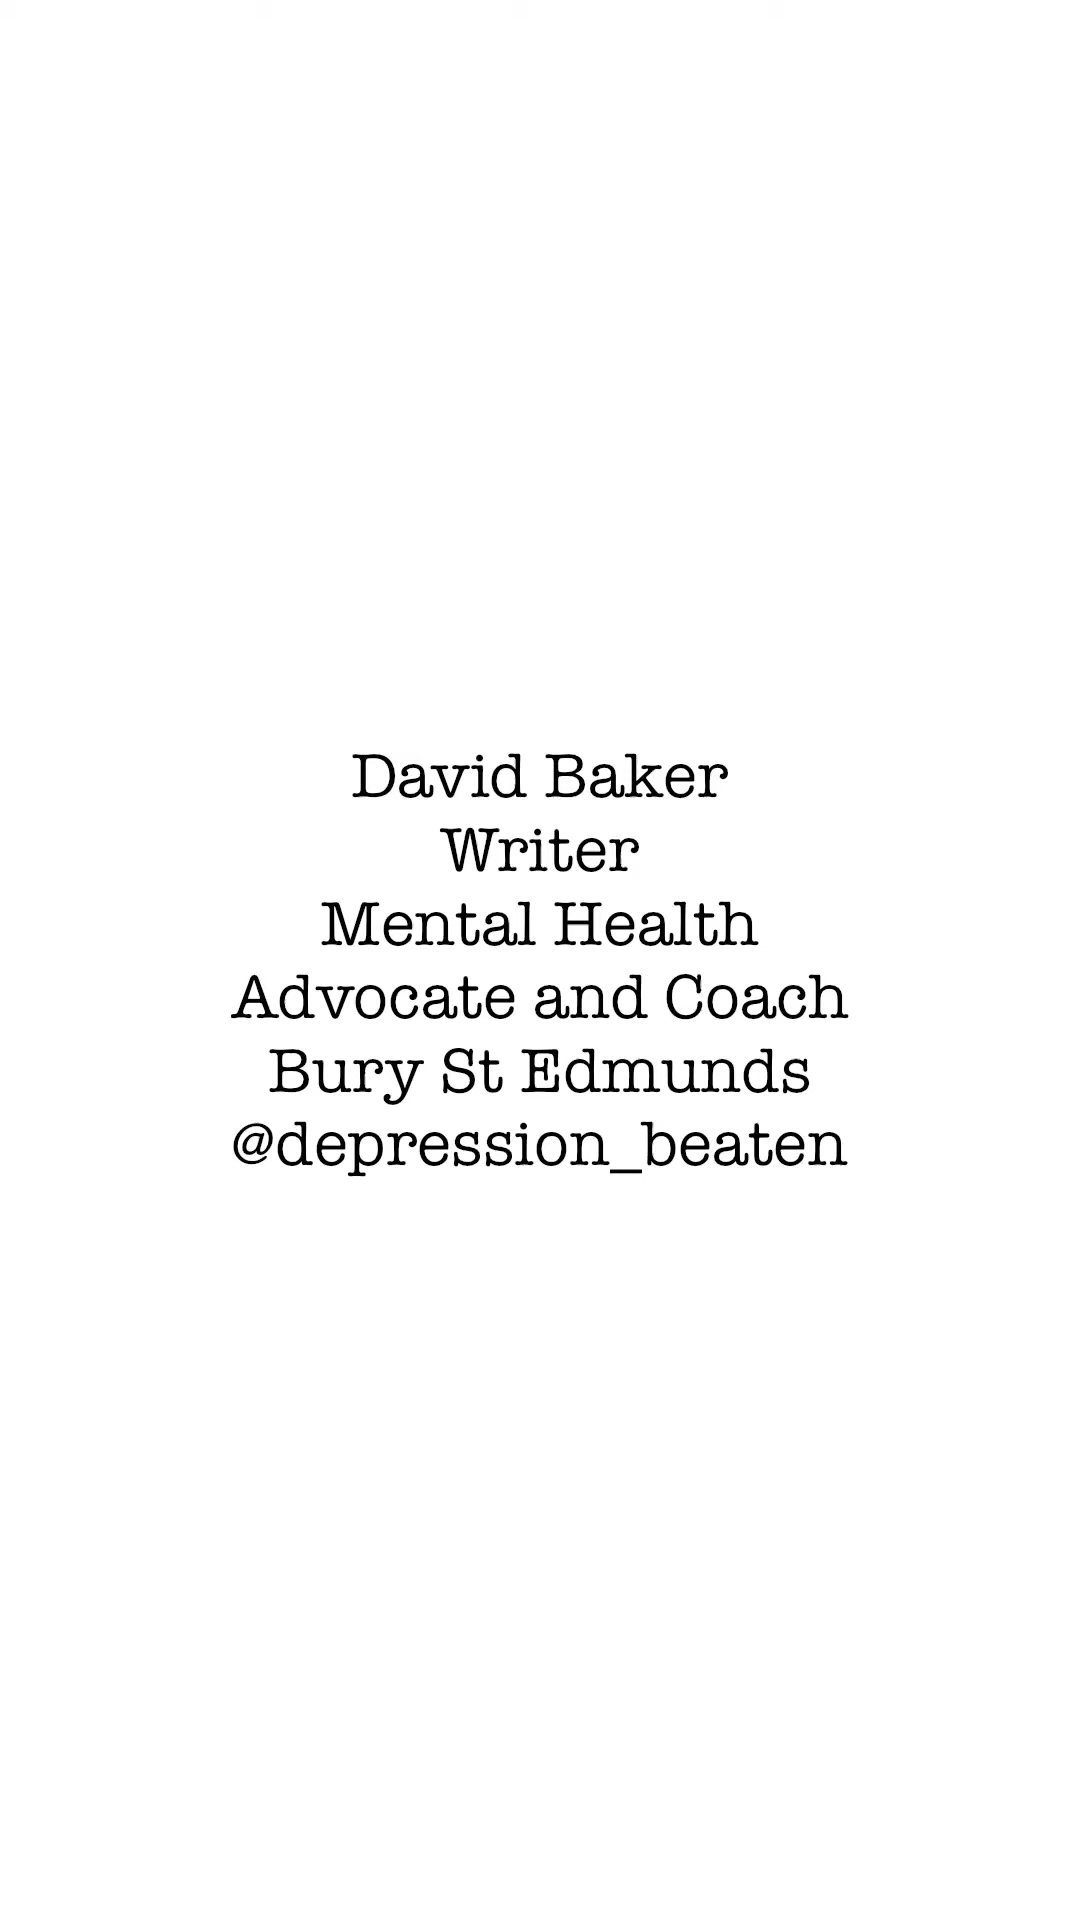 David Baker
Writer
Mental Health
Advocate and Coach
Bury St Edmunds
@depression_beaten